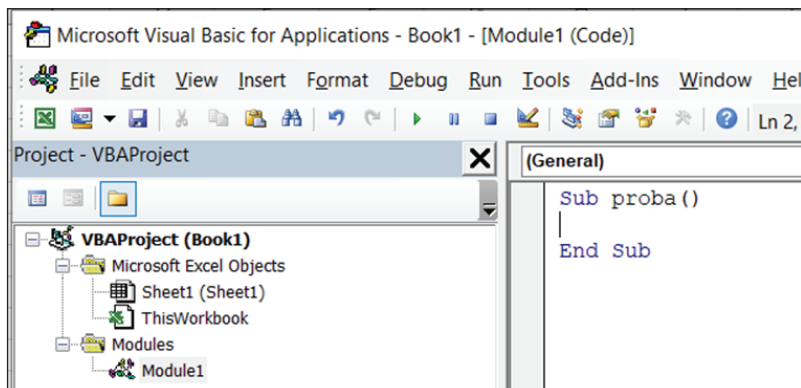 Microsoft Visual Basic for Applications - Book1 - [Module1 (Code)]
File Edit View Insert Format Debug Run Tools Add-Ins Window Hel
Ln 2,
Project - VBAProject
(General)
Sub proba()
End Sub
VBAProject (Book1)
Microsoft Excel Objects
Sheet1 (Sheet1)
ThisWorkbook
Modules
Module1